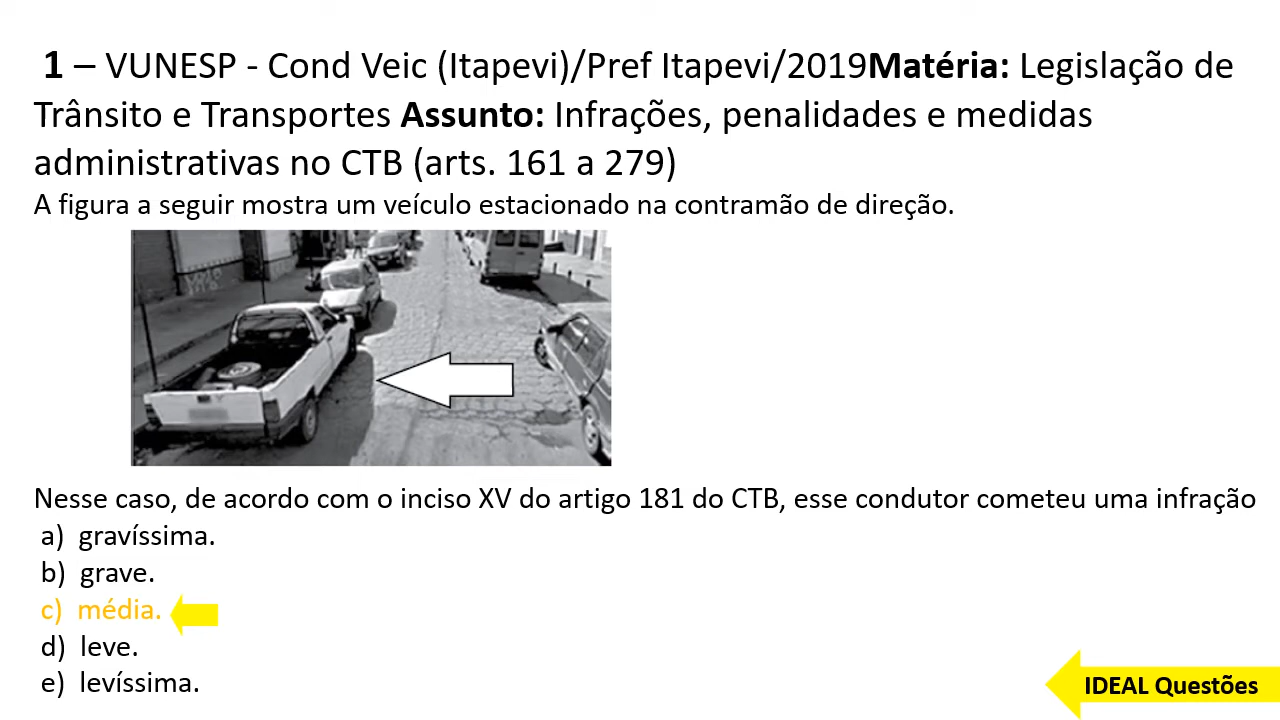 1 – VUNESP - Cond Veic (Itapevi)/Pref Itapevi/2019Matéria: Legislação de
Trânsito e Transportes Assunto: Infrações, penalidades e medidas
administrativas no CTB (arts. 161 a 279)
A figura a seguir mostra um veículo estacionado na contramão de direção.
Nesse caso, de acordo com o inciso XV do artigo 181 do CTB, esse condutor cometeu uma infração
a) gravíssima.
b) grave.
c) média.
d) leve.
e) levíssima.
IDEAL Questões